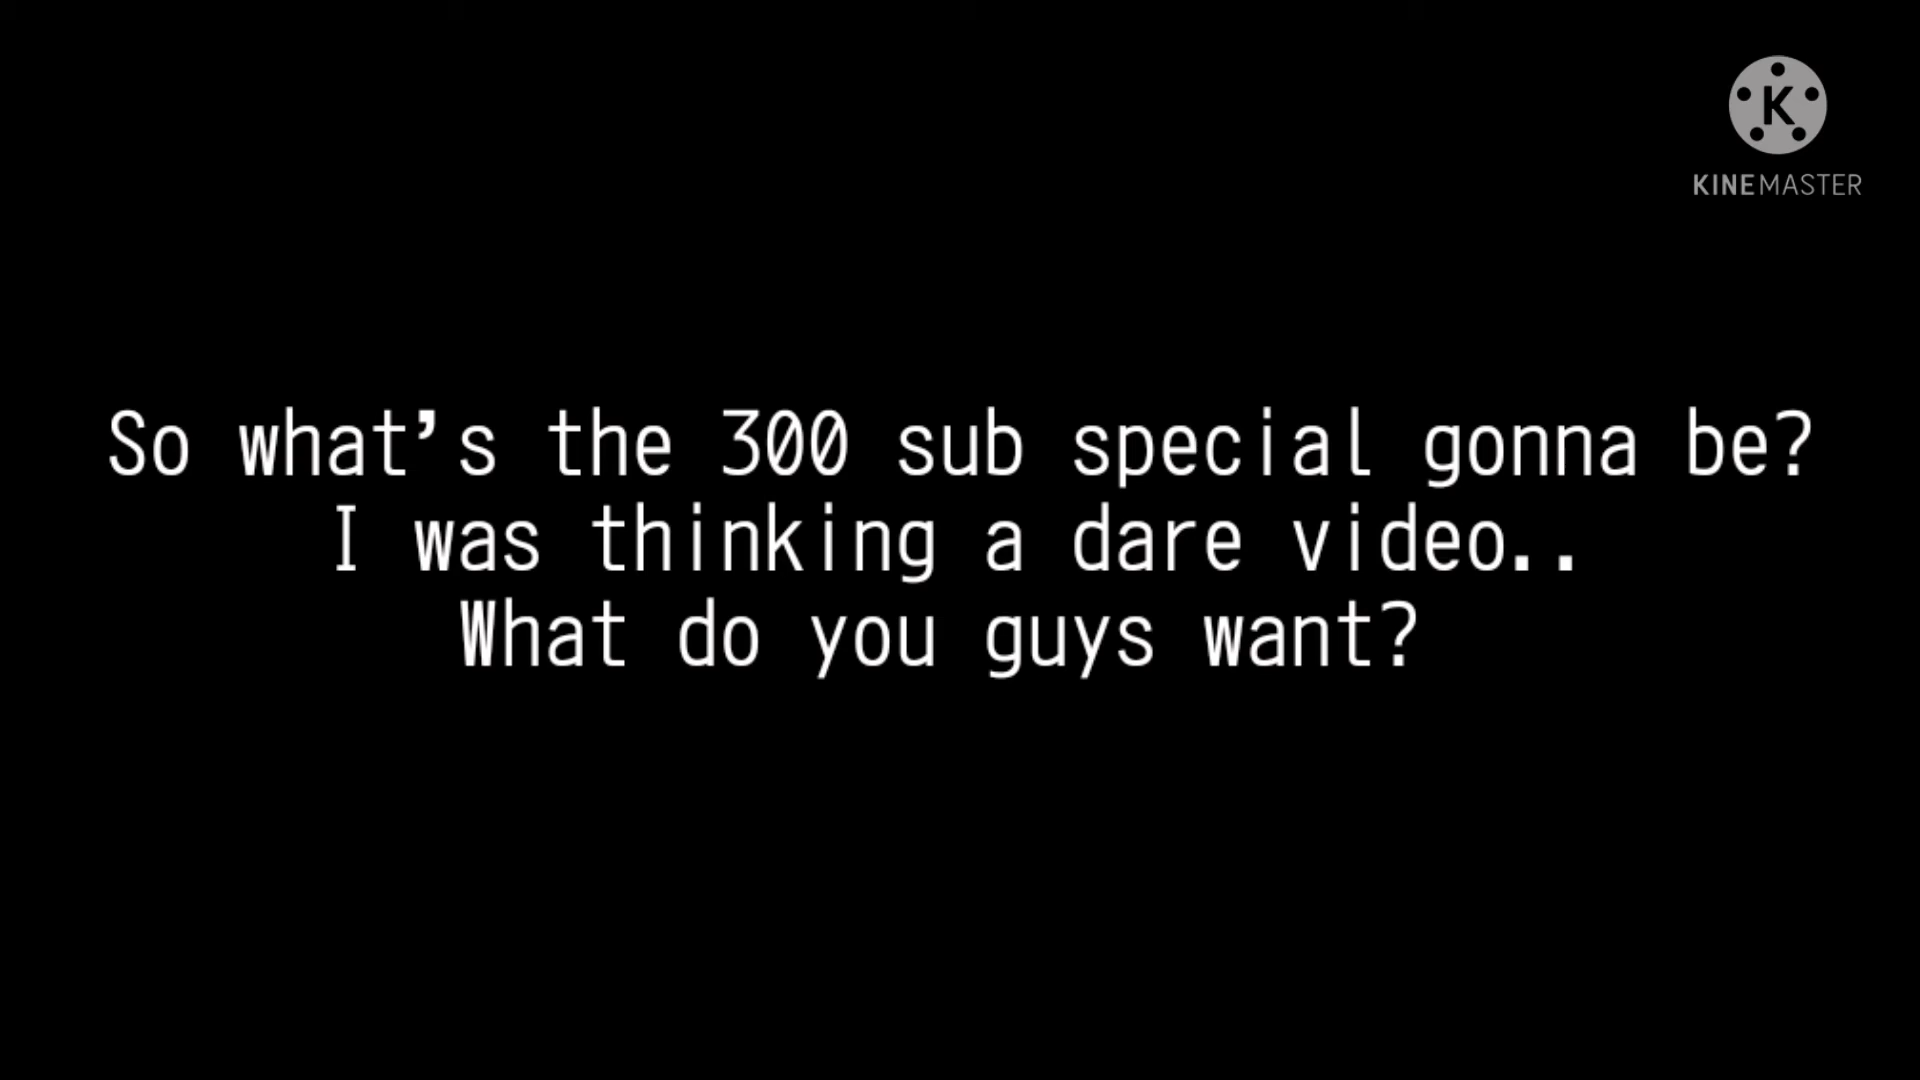 K
KINEMASTER
So what's the 300 sub special gonna be?
I was thinking a dare video..
What do you guys want?